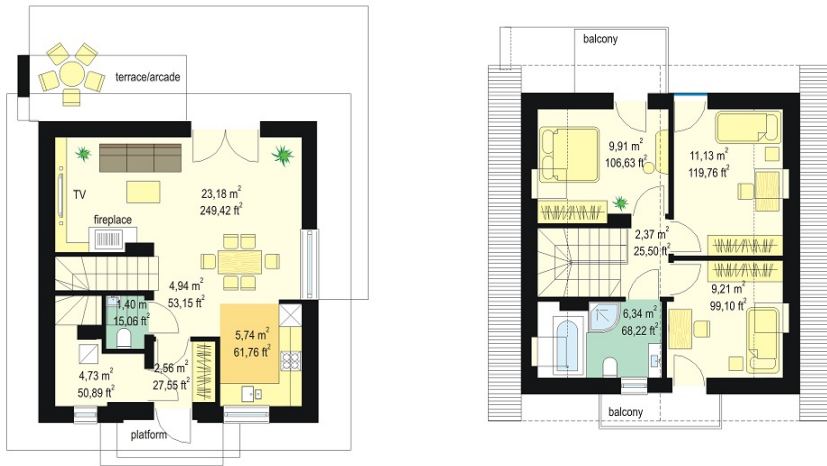 terrace/arcade
TV
fireplace
23,18 m²
249,42 ft²
4,94 m²
53,15 ft²
1,40 m²
15,06 ft²
5,74 m²
61,76 ft²
4,73 m²
50,89 ft²
2,56 m²
27,55 ft²
platform
balcony
9,91 m²
106,63 ft²
11,13 m²
119,76 ft²
2,37 m²
25,50 ft²
9,21 m²
99,10 ft²
6,34 m²
68,22 ft²
balcony